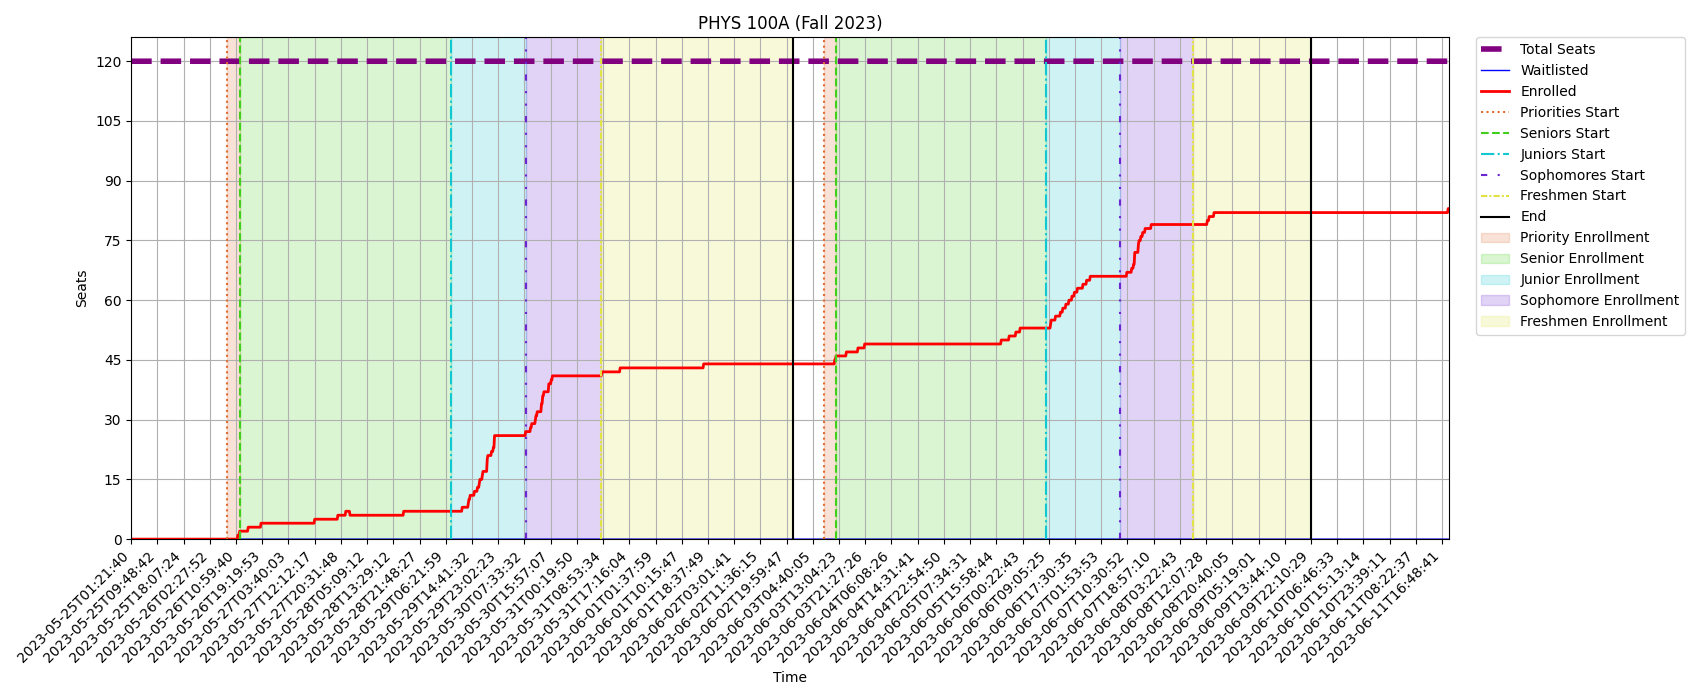 PHYS 100A (Fall 2023)
Seats
120
105
90
75
60
45
30
15
0
2023-05-25T01:21:40
2023-05-25T09:48:42
2023-05-25T18:07:24
2023-05-26T02:27:52
2023-05-26T10:59:40
2023-05-26T19:19:53
2023-05-27T03:40:03
2023-05-27T12:12:17
2023-05-27T20:31:48
2023-05-28T05:09:12
2023-05-28T13:29:12
2023-05-28T21:48:27
2023-05-29T06:21:59
2023-05-29T14:41:32
2023-05-29T23:02:23
2023-05-30T07:33:32
2023-05-30T15:57:07
2023-05-31T00:19:50
2023-05-31T08:53:34
2023-05-31T17:16:04
2023-06-01T01:37:59
2023-06-01T10:15:47
2023-06-01T18:37:49
2023-06-02T03:01:41
2023-06-02T11:36:15
2023-06-02T19:59:47
2023-06-03T04:40:05
2023-06-03T13:04:23
2023-06-03T21:27:26
2023-06-04T06:08:26
2023-06-04T14:31:41
2023-06-04T22:54:50
2023-06-05T07:34:31
2023-06-05T15:58:44
2023-06-06T00:22:43
2023-06-06T09:05:25
2023-06-06T17:30:35
2023-06-07T01:53:53
2023-06-07T10:30:52
2023-06-07T18:57:10
2023-06-08T03:22:43
2023-06-08T12:07:28
2023-06-08T20:40:05
2023-06-09T05:19:01
2023-06-09T13:44:10
2023-06-09T22:10:29
2023-06-10T06:46:33
2023-06-10T15:13:14
2023-06-10T23:39:11
2023-06-11T08:22:37
2023-06-11T16:48:41
Time
Total Seats
Waitlisted
Enrolled
Priorities Start
Seniors Start
Juniors Start
Sophomores Start
Freshmen Start
End
Priority Enrollment
Senior Enrollment
Junior Enrollment
Sophomore Enrollment
Freshmen Enrollment